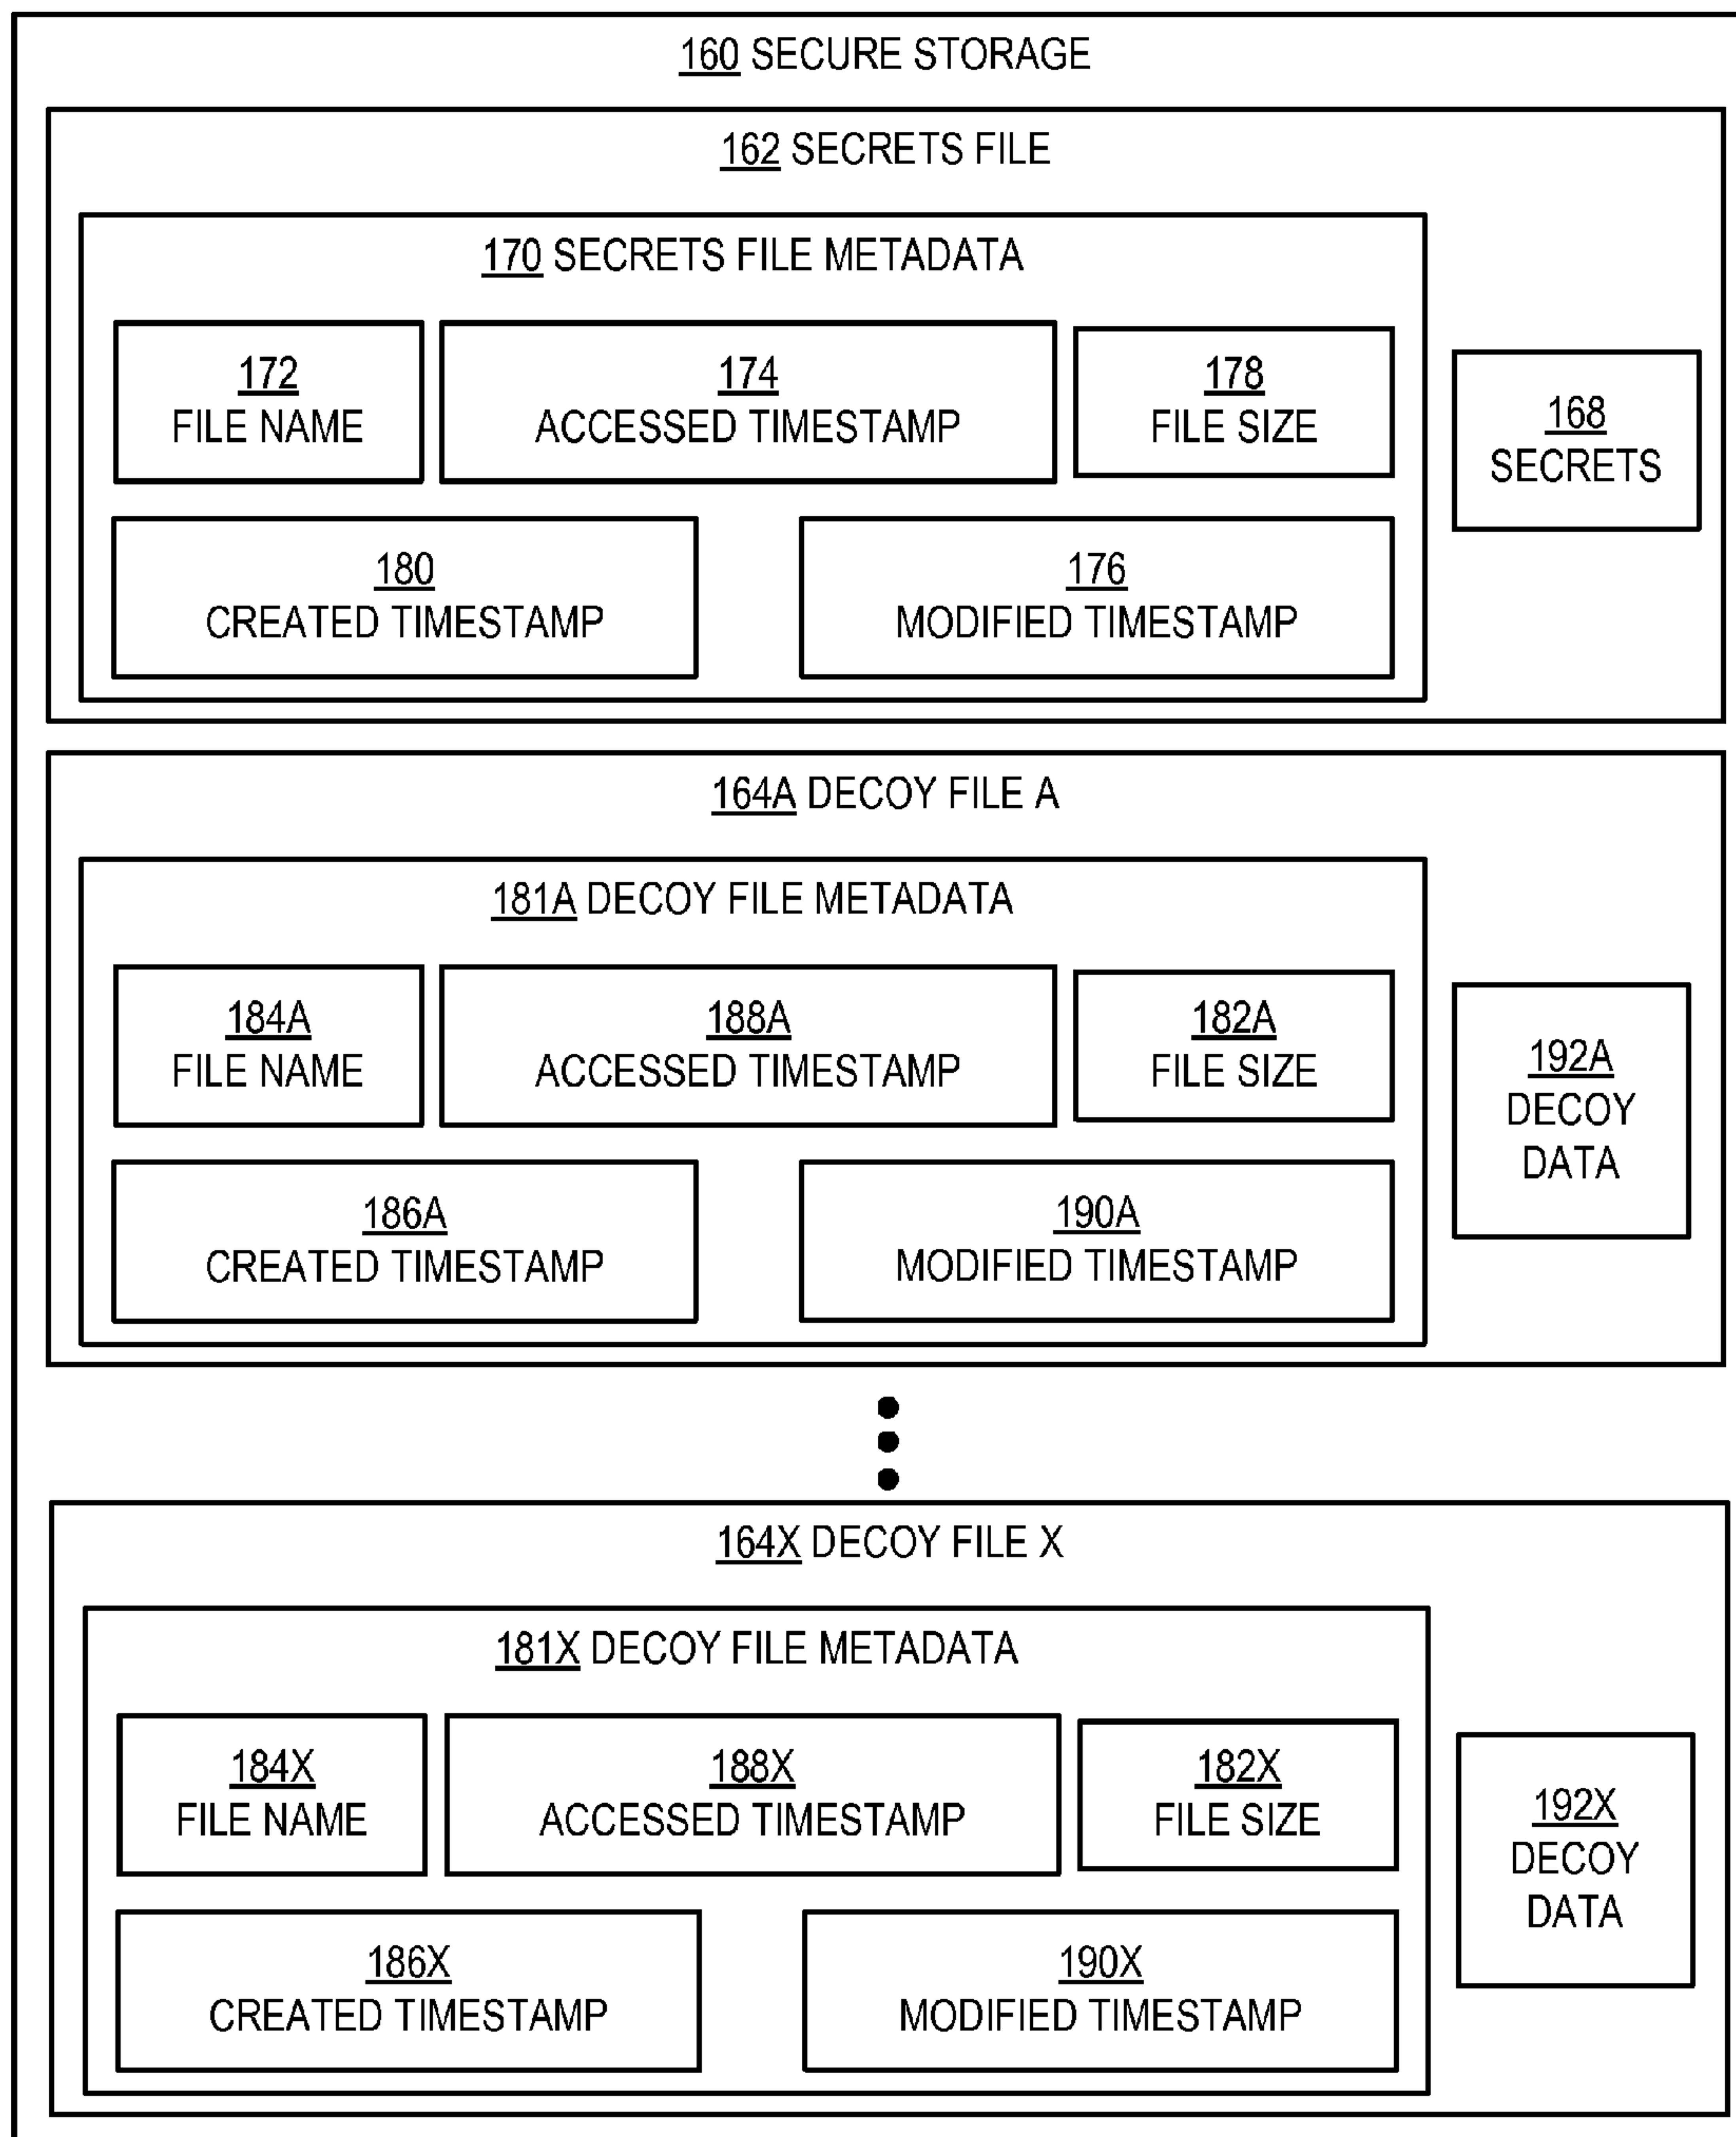 160 SECURE STORAGE
162 SECRETS FILE
170 SECRETS FILE METADATA
172
FILE NAME
174
ACCESSED TIMESTAMP
178
FILE SIZE
168
SECRETS
180
CREATED TIMESTAMP
176
MODIFIED TIMESTAMP
164A DECOY FILE A
181A DECOY FILE METADATA
184A
FILE NAME
188A
ACCESSED TIMESTAMP
182A
FILE SIZE
192A
DECOY
DATA
186A
CREATED TIMESTAMP
190A
MODIFIED TIMESTAMP
164X DECOY FILE X
181X DECOY FILE METADATA
184X
FILE NAME
188X
ACCESSED TIMESTAMP
182X
FILE SIZE
192X
DECOY
DATA
186X
CREATED TIMESTAMP
190X
MODIFIED TIMESTAMP